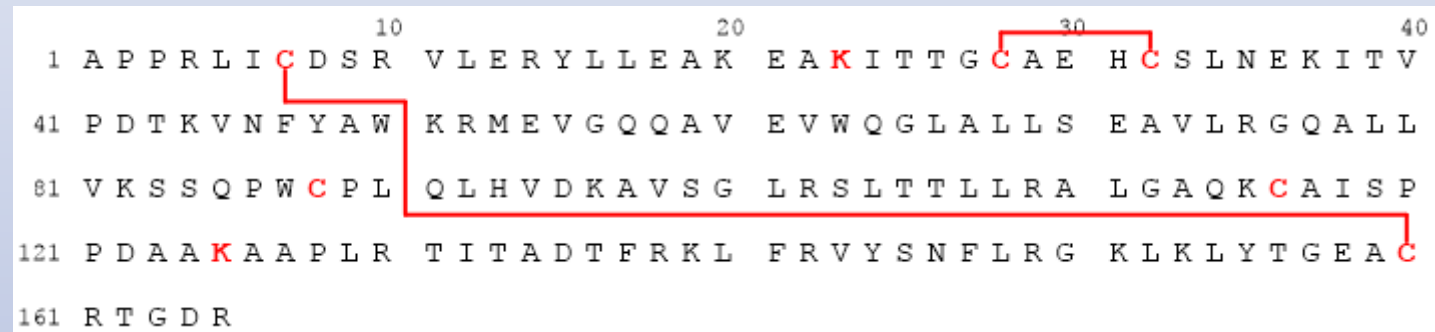 10 20 30 40
1 A P P R L I C D S R V L E R Y L L E A K E A K I T T G C A E H C S L N E K I T V
41 P D T K V N F Y A W K R M E V G Q Q A V E V W Q G L A L L S E A V L R G Q A L L
81 V K S S Q P W C P L Q L H V D K A V S G L R S L T T L L R A L G A Q K C A I S P
121 P D A A K A A P L R T I T A D T F R K L F R V Y S N F L R G K L K L Y T G E A C
161 R T G D R